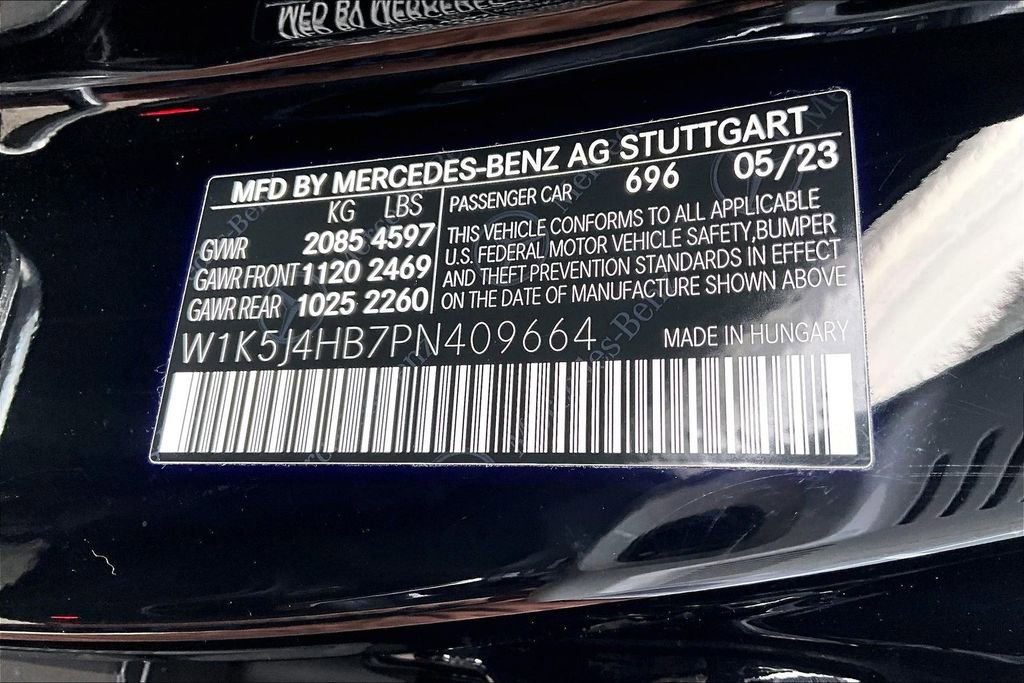 MFD BY MERCEDES-BENZ AG STUTTGART
KG LBS
GVWR 2085 4597
GAWR FRONT 1120 2469
GAWR REAR 1025 2260
PASSENGER CAR 696 05/23
THIS VEHICLE CONFORMS TO ALL APPLICABLE
U.S. FEDERAL MOTOR VEHICLE SAFETY, BUMPER
AND THEFT PREVENTION STANDARDS IN EFFECT
ON THE DATE OF MANUFACTURE SHOWN ABOVE
W1K5J4HB7PN409664 MADE IN HUNGARY